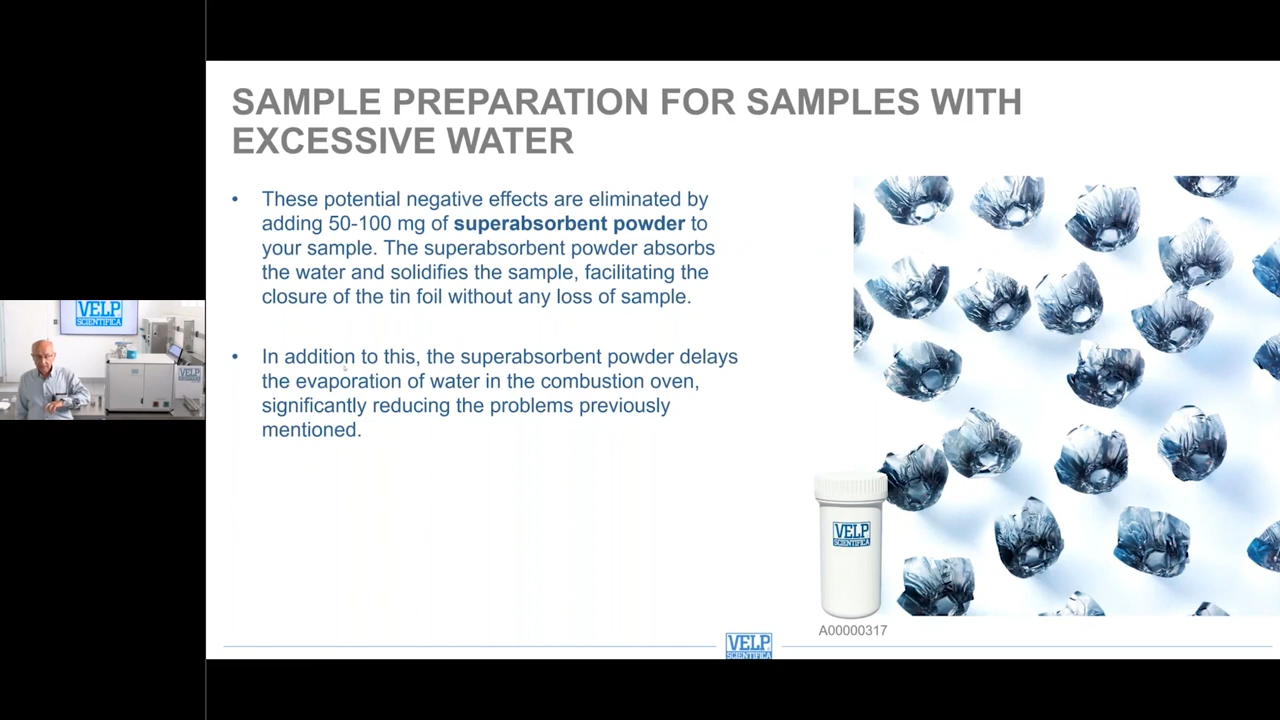 SAMPLE PREPARATION FOR SAMPLES WITH
EXCESSIVE WATER
• These potential negative effects are eliminated by
adding 50-100 mg of superabsorbent powder to
your sample. The superabsorbent powder absorbs
the water and solidifies the sample, facilitating the
closure of the tin foil without any loss of sample.
• In addition to this, the superabsorbent powder delays
the evaporation of water in the combustion oven,
significantly reducing the problems previously
mentioned.
VELP
SCIENTIFICA
VELP
SCIENTIFICA
A00000317
VELP
SCIENTIFICA
VELP
SCIENTIFICA